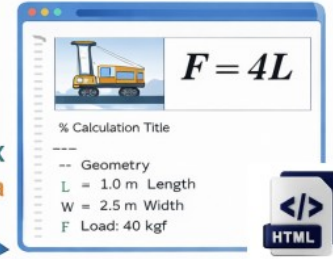 F = 4L
% Calculation Title
---
-- Geometry
x
L = 1.0 m Length
a
W = 2.5 m Width
F Load: 40 kgf
</>
HTML